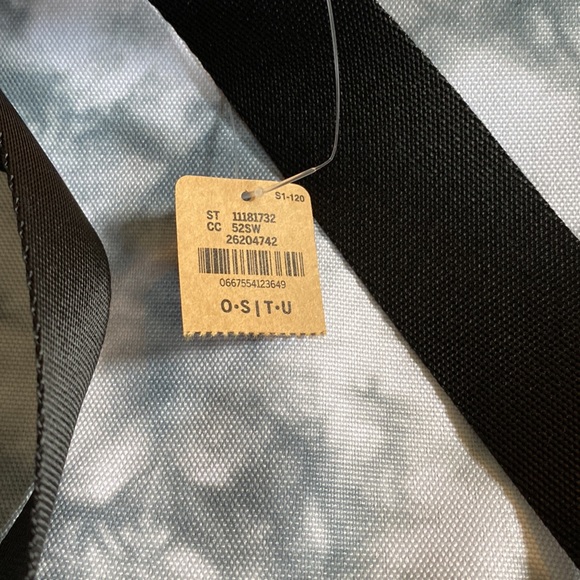 S1-120
ST 11181732
CC 52SW
26204742
0667554123649
O•S|T•U